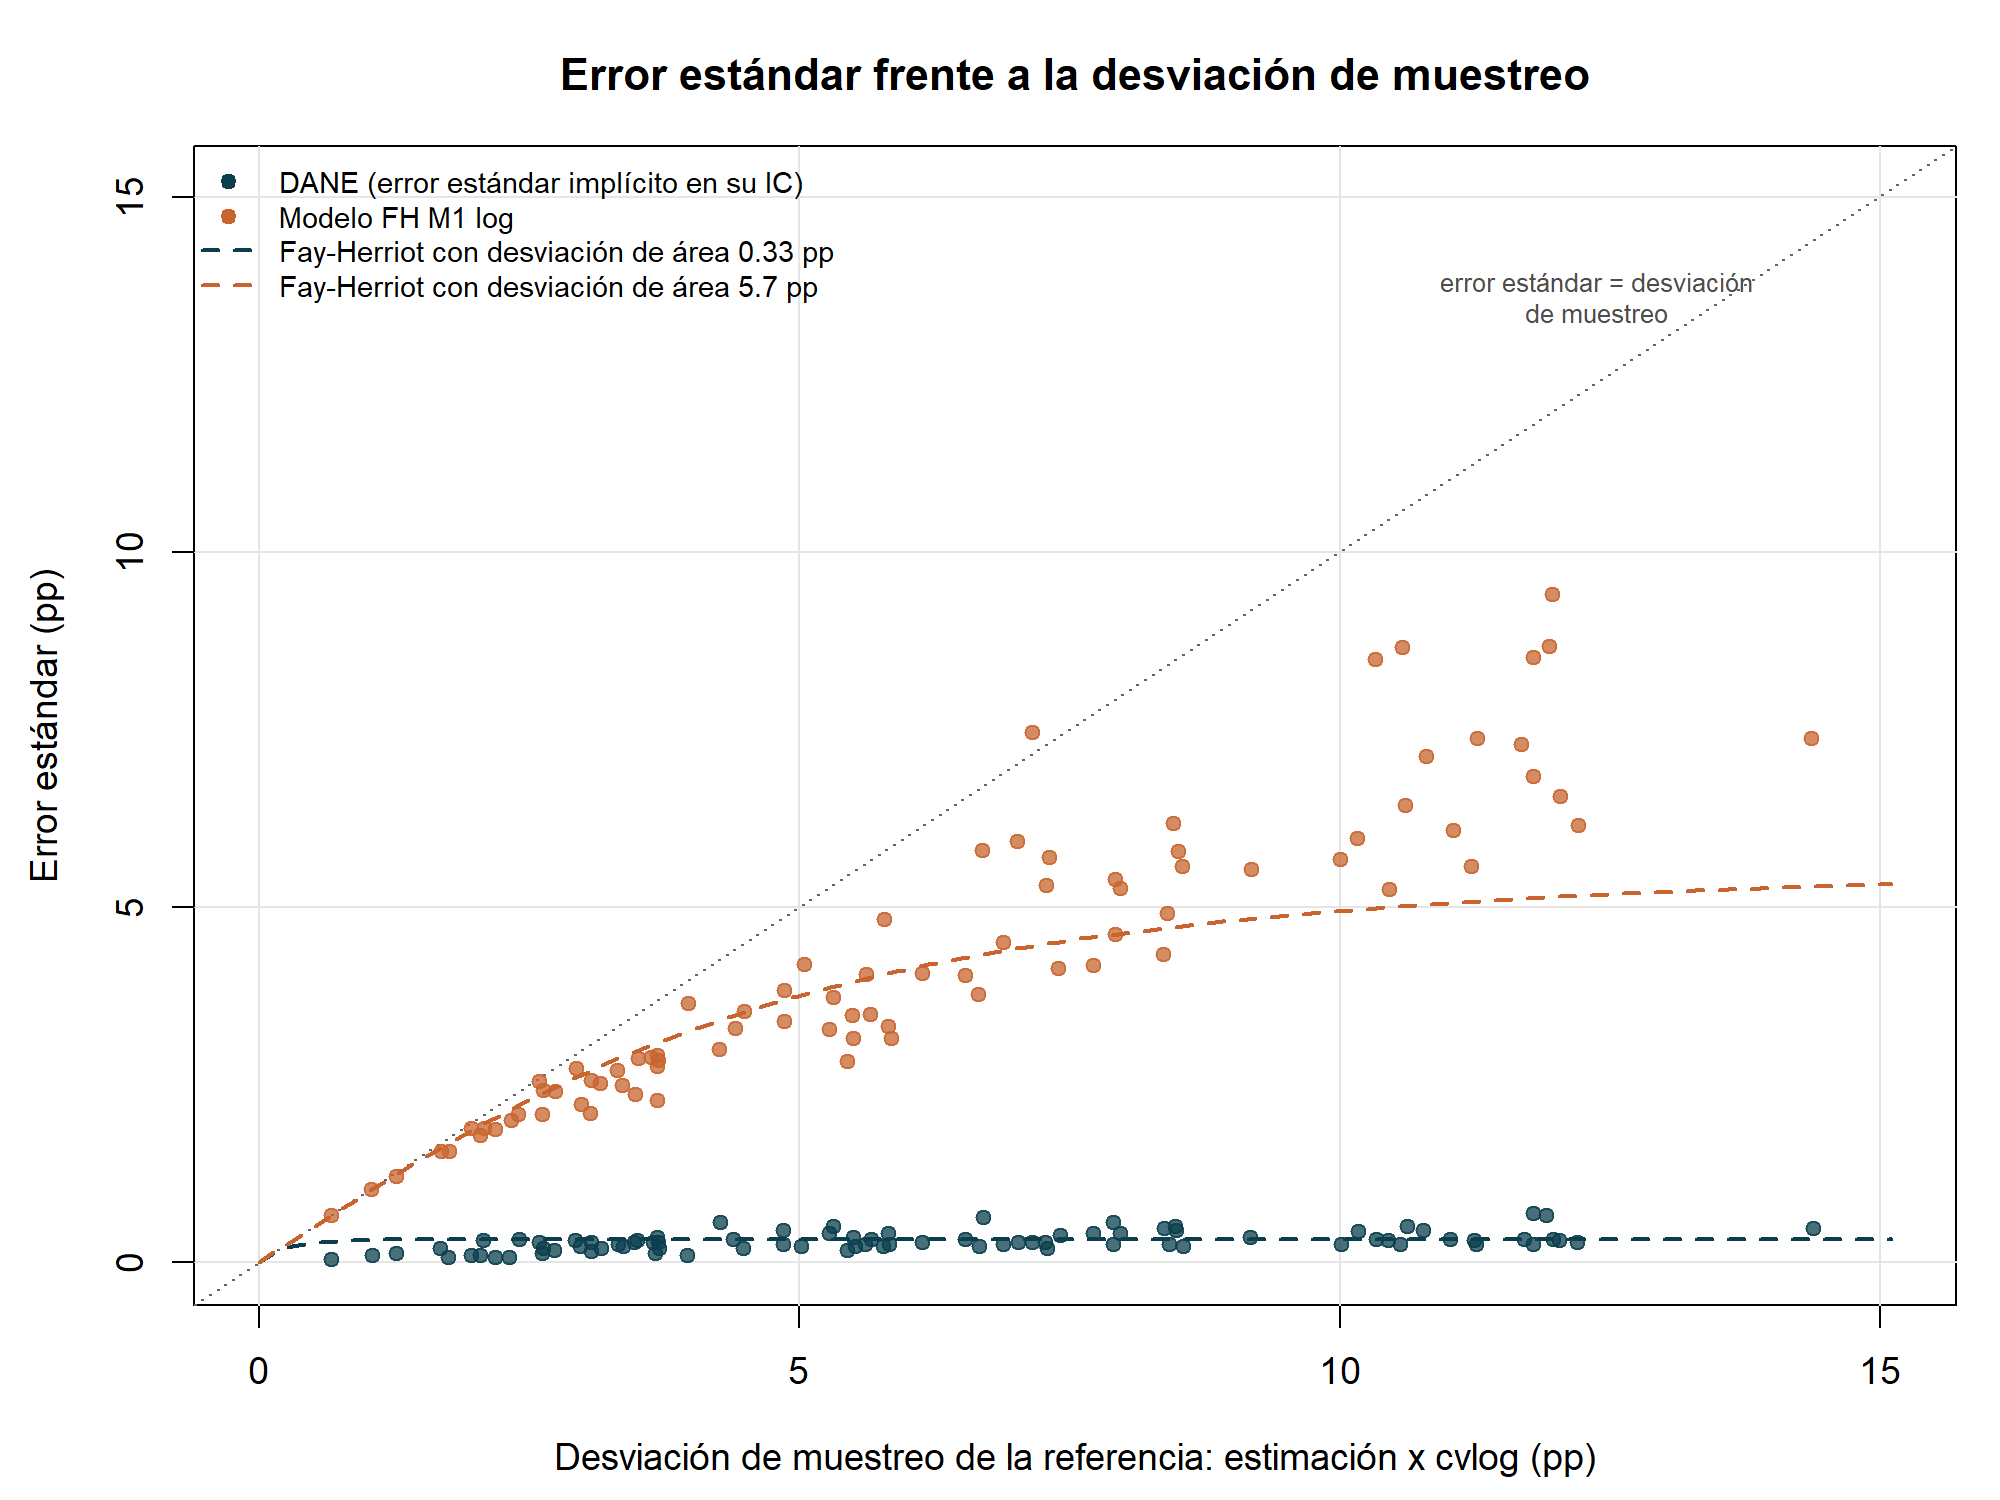 Error estándar frente a la desviación de muestreo
DANE (error estándar implícito en su IC)
Modelo FH M1 log
Fay-Herriot con desviación de área 0.33 pp
Fay-Herriot con desviación de área 5.7 pp
error estándar = desviación
de muestreo
Error estándar (pp)
15
10
5
0
0
5
10
15
Desviación de muestreo de la referencia: estimación x cvlog (pp)